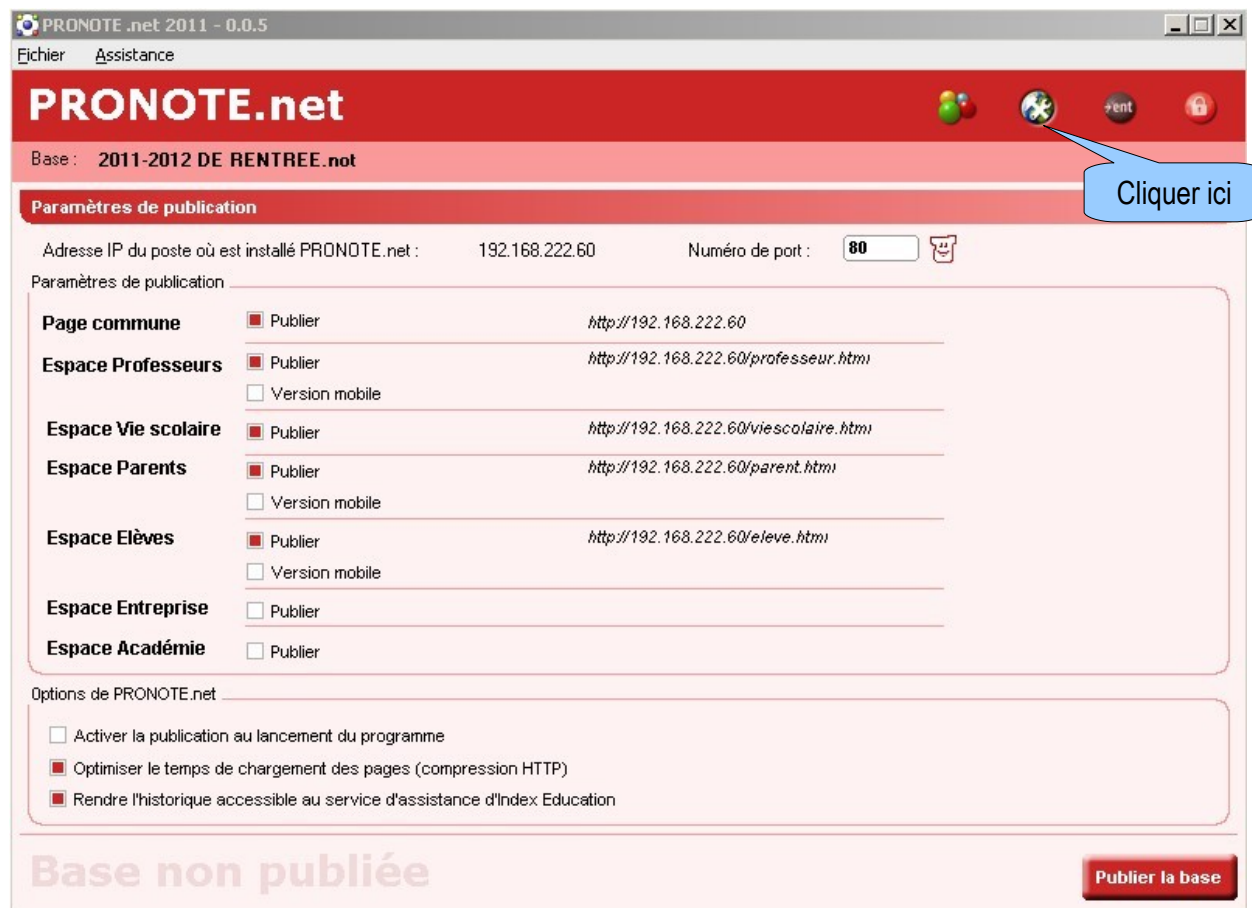 PRONOTE .net 2011 - 0.0.5
Fichier Assistance
PRONOTE.net
→ent
Base : 2011-2012 DE RENTREE.not
Cliquer ici
Paramètres de publication
Adresse IP du poste où est installé PRONOTE.net : 192.168.222.60 Numéro de port : 80
Paramètres de publication
Page commune Publier http://192.168.222.60
Espace Professeurs Publier http://192.168.222.60/professeur.html
Version mobile
Espace Vie scolaire Publier http://192.168.222.60/viescolaire.html
Espace Parents Publier http://192.168.222.60/parent.html
Version mobile
Espace Elèves Publier http://192.168.222.60/eleve.html
Version mobile
Espace Entreprise Publier
Espace Académie Publier
Options de PRONOTE.net
Activer la publication au lancement du programme
Optimiser le temps de chargement des pages (compression HTTP)
Rendre l'historique accessible au service d'assistance d'Index Education
Base non publiée
Publier la base